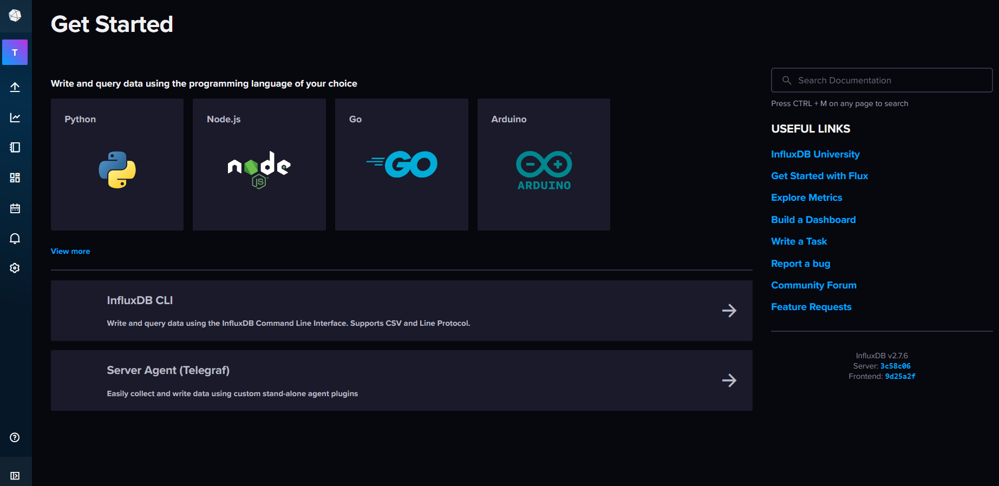 T
Get Started
Write and query data using the programming language of your choice
Python
node
JS
Node.js
Go
GO
Arduino
ARDUINO
View more
InfluxDB CLI
Write and query data using the InfluxDB Command Line Interface. Supports CSV and Line Protocol.
Server Agent (Telegraf)
Easily collect and write data using custom stand-alone agent plugins
Search Documentation
Press CTRL + M on any page to search
USEFUL LINKS
InfluxDB University
Get Started with Flux
Explore Metrics
Build a Dashboard
Write a Task
Report a bug
Community Forum
Feature Requests
InfluxDB v2.7.6
Server: 3c58c06
Frontend: 9d25a2f